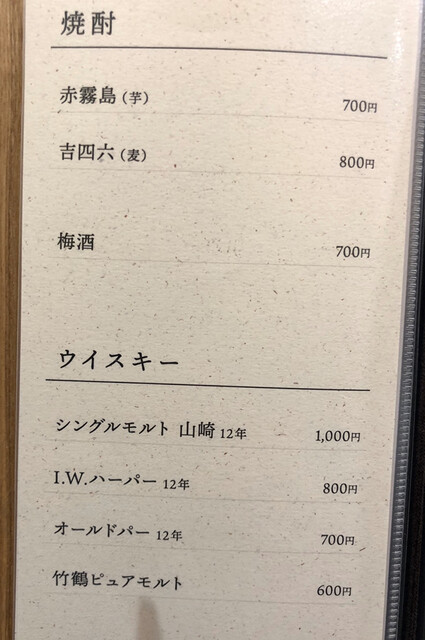 焼酎
赤霧島（芋） 700円
吉四六（麦） 800円
梅酒 700円
ウイスキー
シングルモルト 山崎 12年 1,000円
I.W.ハーパー 12年 800円
オールドパー 12年 700円
竹鶴ピュアモルト 600円